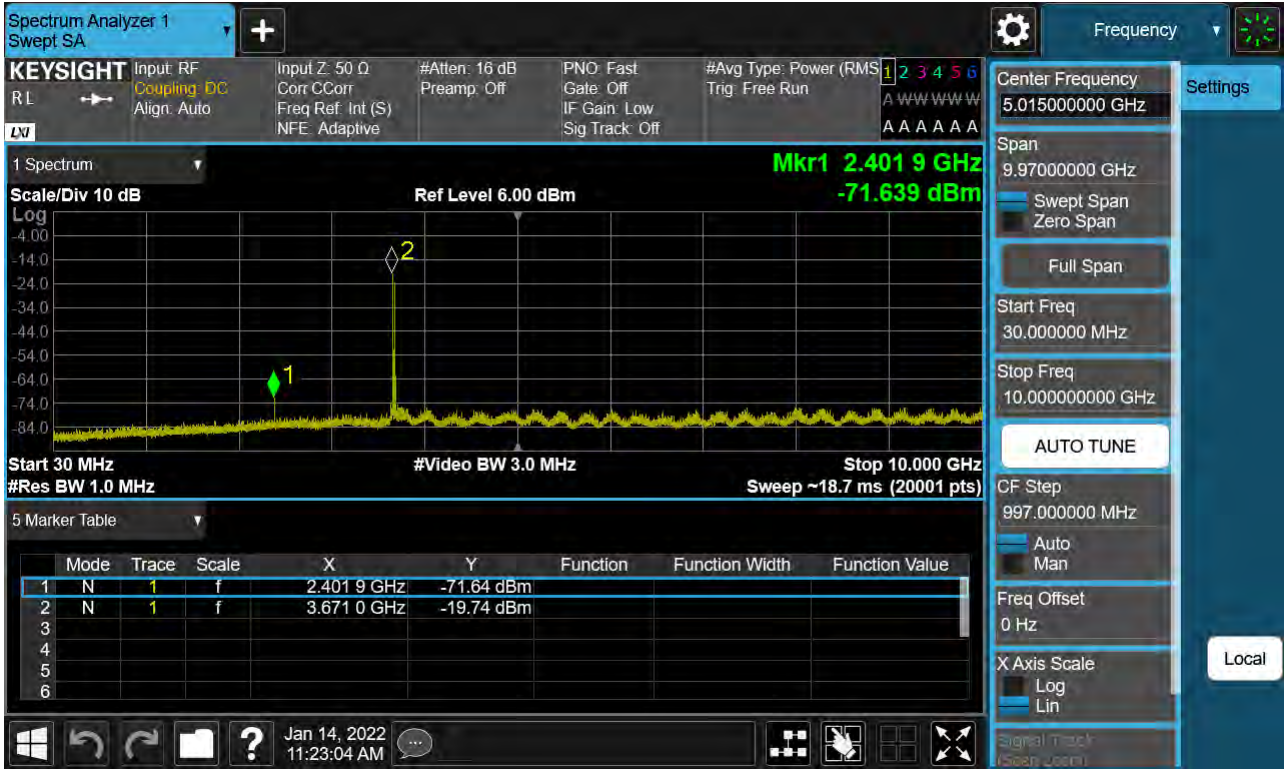 Spectrum Analyzer 1
Swept SA
+
Frequency
KEYSIGHT
R L
LXI
Input: RF
Coupling: DC
Align: Auto
Input Z: 50 Ω
Corr CCorr
Freq Ref: Int (S)
NFE: Adaptive
#Atten: 16 dB
Preamp: Off
PNO: Fast
Gate: Off
IF Gain: Low
Sig Track: Off
#Avg Type: Power (RMS
Trig: Free Run
1 2 3 4 5 6
A W W W W W
A A A A A A
1 Spectrum
Mkr1 2.401 9 GHz
Scale/Div 10 dB
Ref Level 6.00 dBm
-71.639 dBm
Log
-4.00
-14.0
-24.0
-34.0
-44.0
-54.0
-64.0
-74.0
-84.0
2
1
Start 30 MHz
#Video BW 3.0 MHz
Stop 10.000 GHz
#Res BW 1.0 MHz
Sweep ~18.7 ms (20001 pts)
5 Marker Table
Mode Trace Scale X Y Function Function Width Function Value
1 N 1 f 2.401 9 GHz -71.64 dBm
2 N 1 f 3.671 0 GHz -19.74 dBm
3
4
5
6
Center Frequency
5.015000000 GHz
Span
9.97000000 GHz
Swept Span
Zero Span
Full Span
Start Freq
30.000000 MHz
Stop Freq
10.000000000 GHz
AUTO TUNE
CF Step
997.000000 MHz
Auto
Man
Freq Offset
0 Hz
X Axis Scale
Log
Lin
Signal Track
(Span Zoom)
Settings
Local
?
Jan 14, 2022
11:23:04 AM